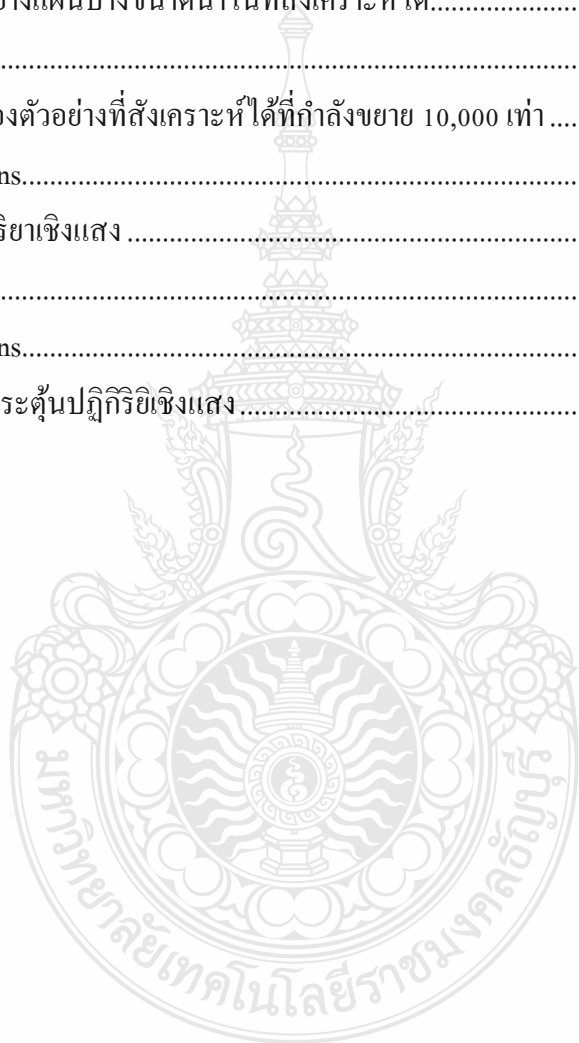 างแผ่นบางขนาดนาโนที่สังเคราะห์ได้........................
................................................................................
องตัวอย่างที่สังเคราะห์ได้ที่กำลังขยาย 10,000 เท่า ....
ns.............................................................................
ริยาเชิงแสง ..............................................................
................................................................................
ns.............................................................................
ระตุ้นปฏิกิริยิเชิงแสง...............................................
มหาวิทยาลัยเทคโนโลยีราชมงคลธัญบุรี